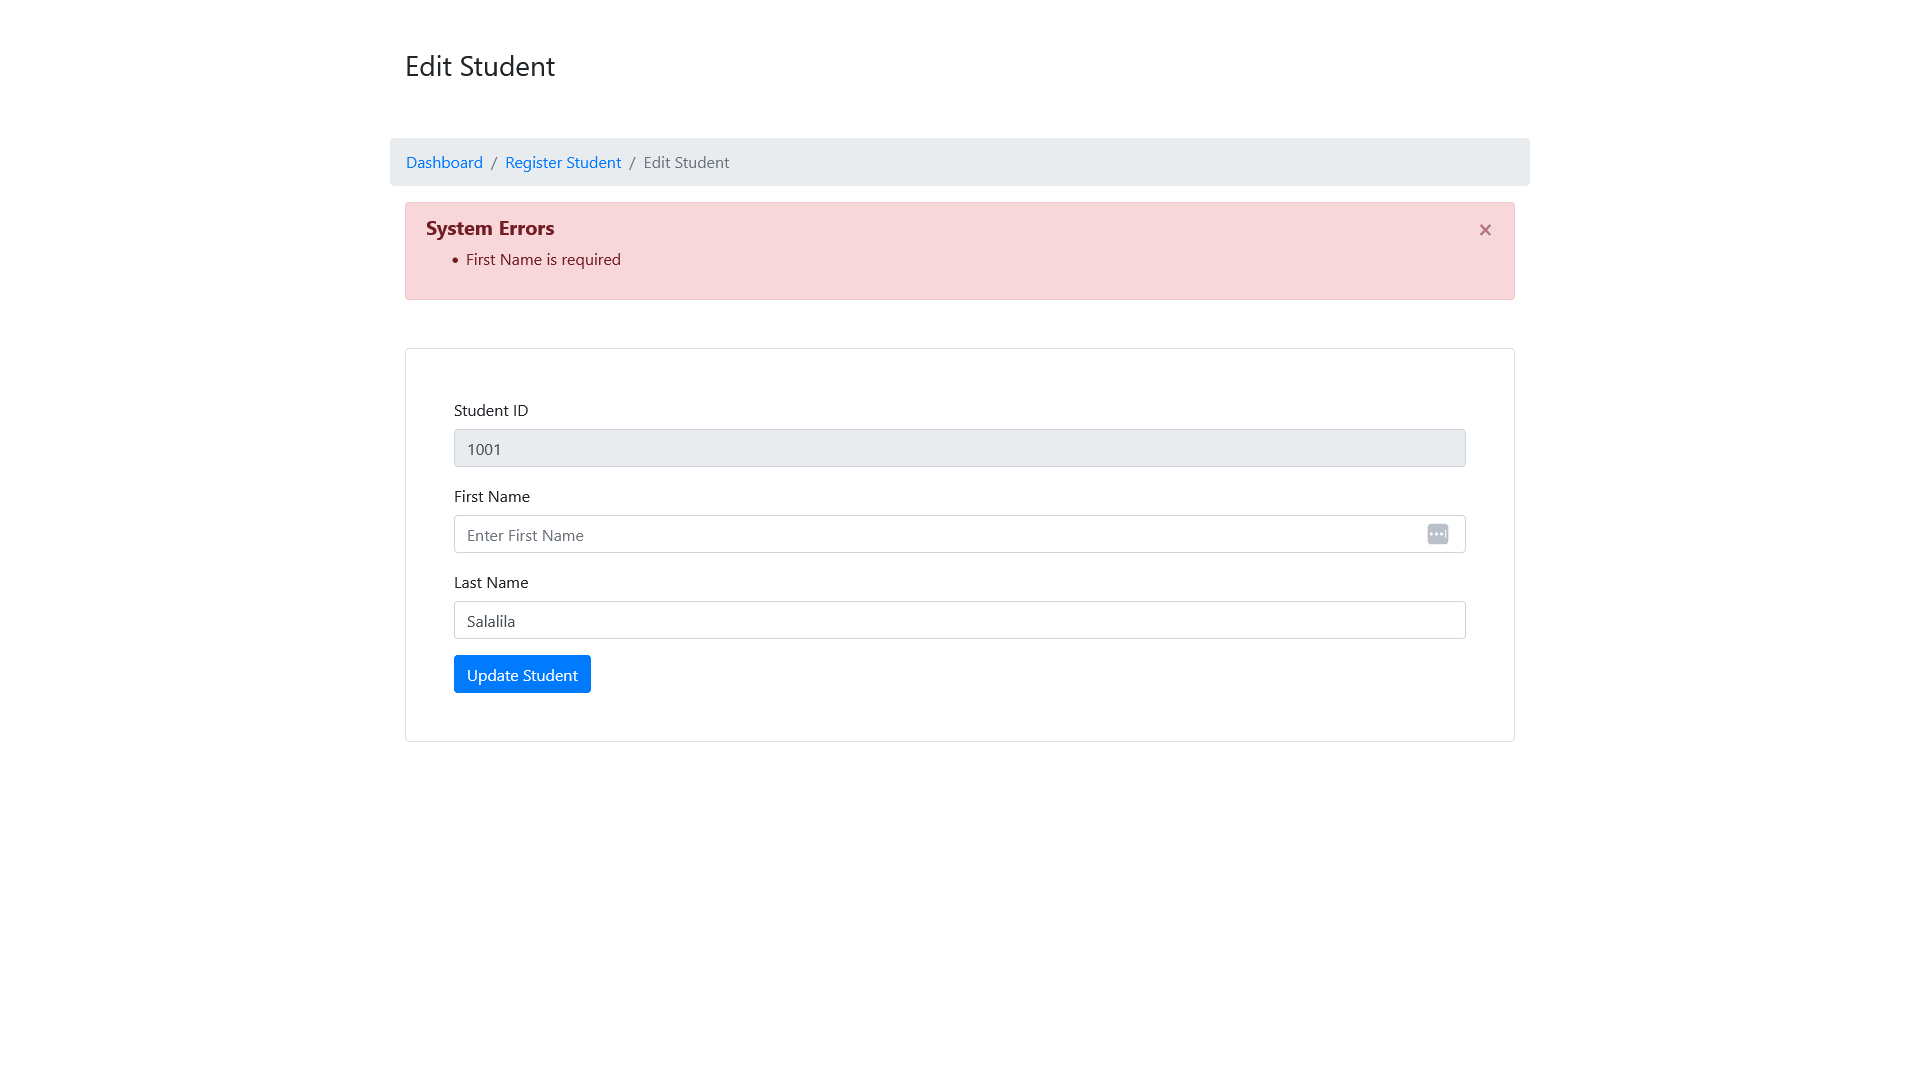 Edit Student
Dashboard / Register Student / Edit Student
System Errors ×
• First Name is required
Student ID
1001
First Name
Enter First Name
Last Name
Salalila
Update Student